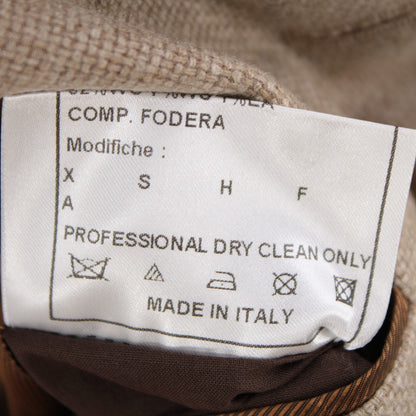 COMP. FODERA
Modifiche :
X S H F
A
PROFESSIONAL DRY CLEAN ONLY
MADE IN ITALY